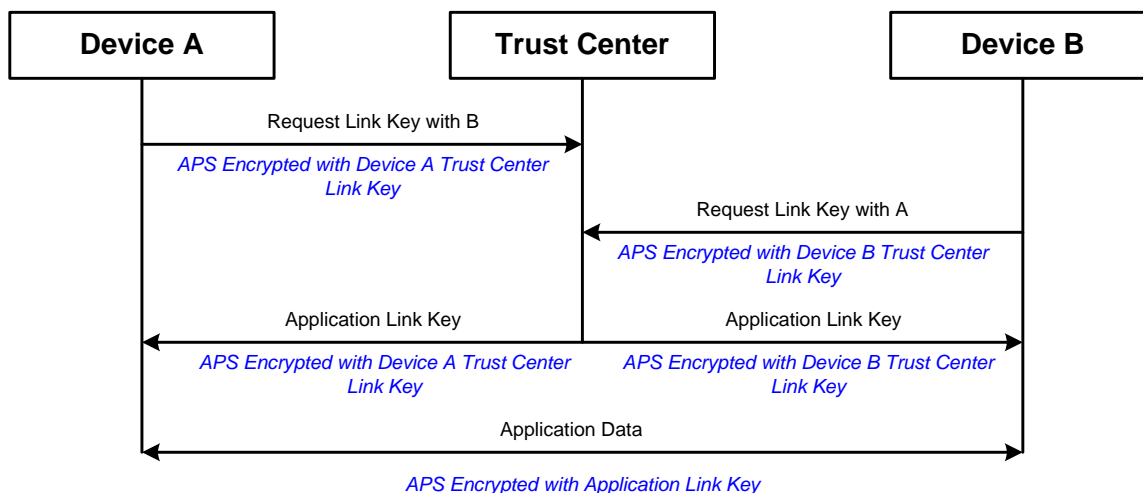 Device A
Trust Center
Device B
Request Link Key with B
APS Encrypted with Device A Trust Center
Link Key
Request Link Key with A
APS Encrypted with Device B Trust Center
Link Key
Application Link Key
Application Link Key
APS Encrypted with Device A Trust Center
Link Key
APS Encrypted with Device B Trust Center
Link Key
Application Data
APS Encrypted with Application Link Key